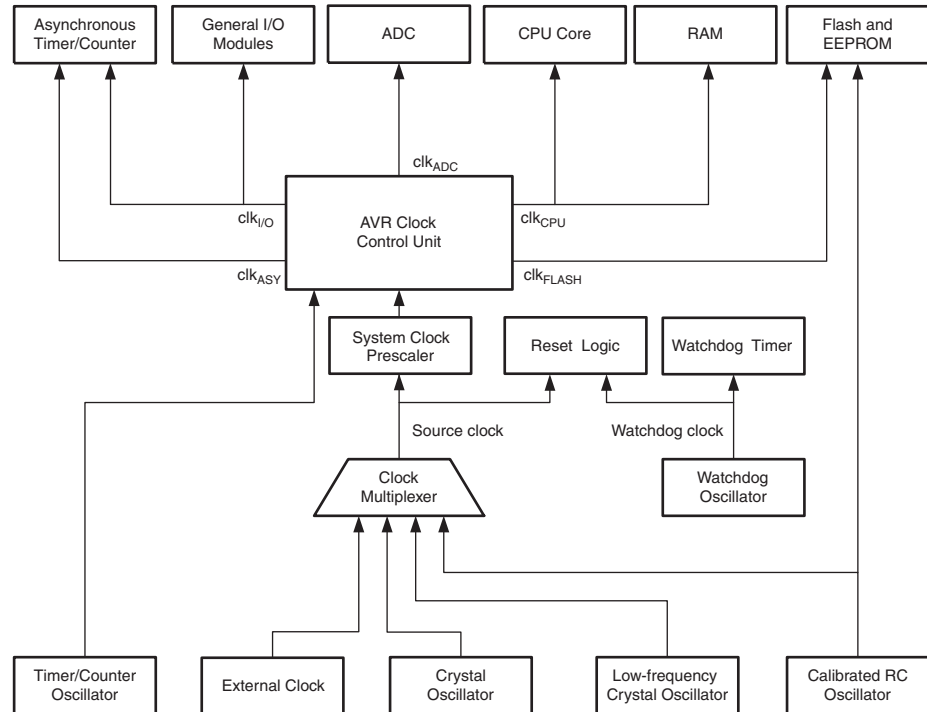 Asynchronous
Timer/Counter
General I/O
Modules
ADC
CPU Core
RAM
Flash and
EEPROM
clkADC
clkI/O
AVR Clock
Control Unit
clkCPU
clkASY
clkFLASH
System Clock
Prescaler
Reset Logic
Watchdog Timer
Source clock
Watchdog clock
Clock
Multiplexer
Watchdog
Oscillator
Timer/Counter
Oscillator
External Clock
Crystal
Oscillator
Low-frequency
Crystal Oscillator
Calibrated RC
Oscillator